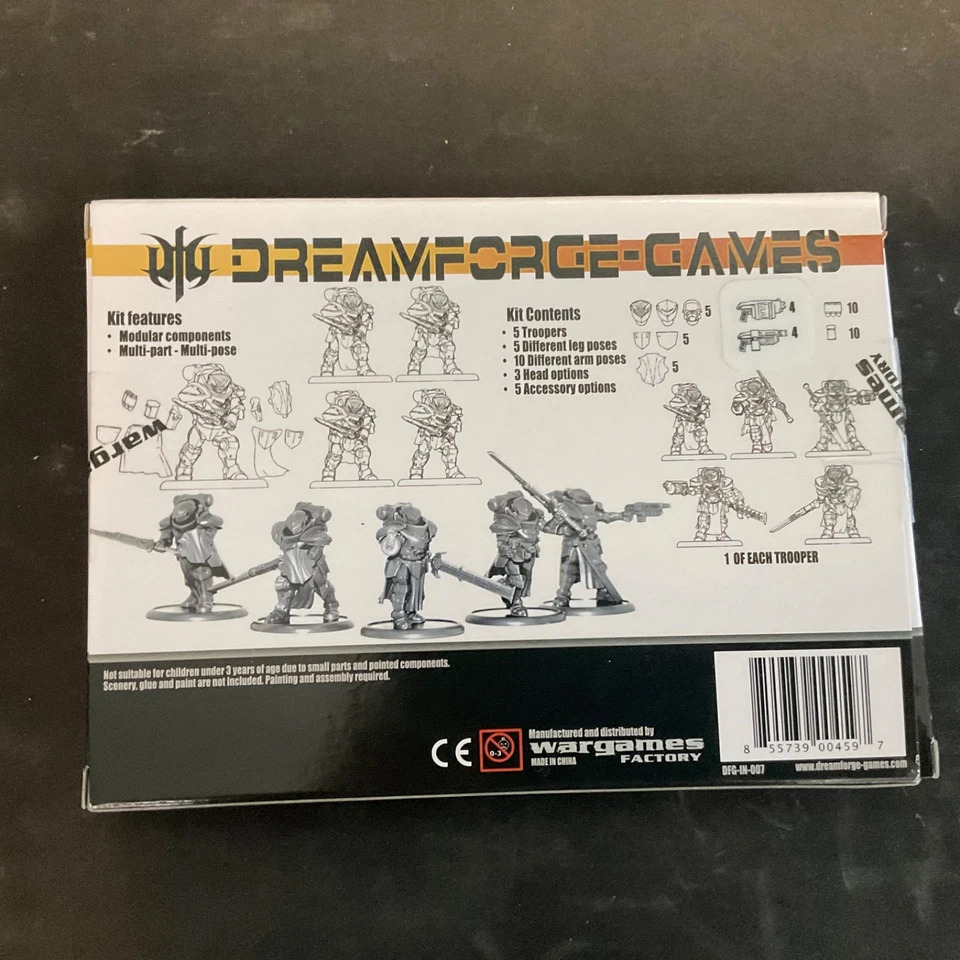 DREAMFORGE-GAMES
Kit features
• Modular components
• Multi-part - Multi-pose
Kit Contents
• 5 Troopers
• 5 Different leg poses
• 10 Different arm poses
• 3 Head options
• 5 Accessory options
5
4
10
5
4
10
5
warg
mes
TORY
1 OF EACH TROOPER
Not suitable for children under 3 years of age due to small parts and pointed components.
Scenery, glue and paint are not included. Painting and assembly required.
CE
0-3
Manufactured and distributed by
wargames
FACTORY
MADE IN CHINA
8 55739 00459 7
DFG-IN-007
www.dreamforge-games.com